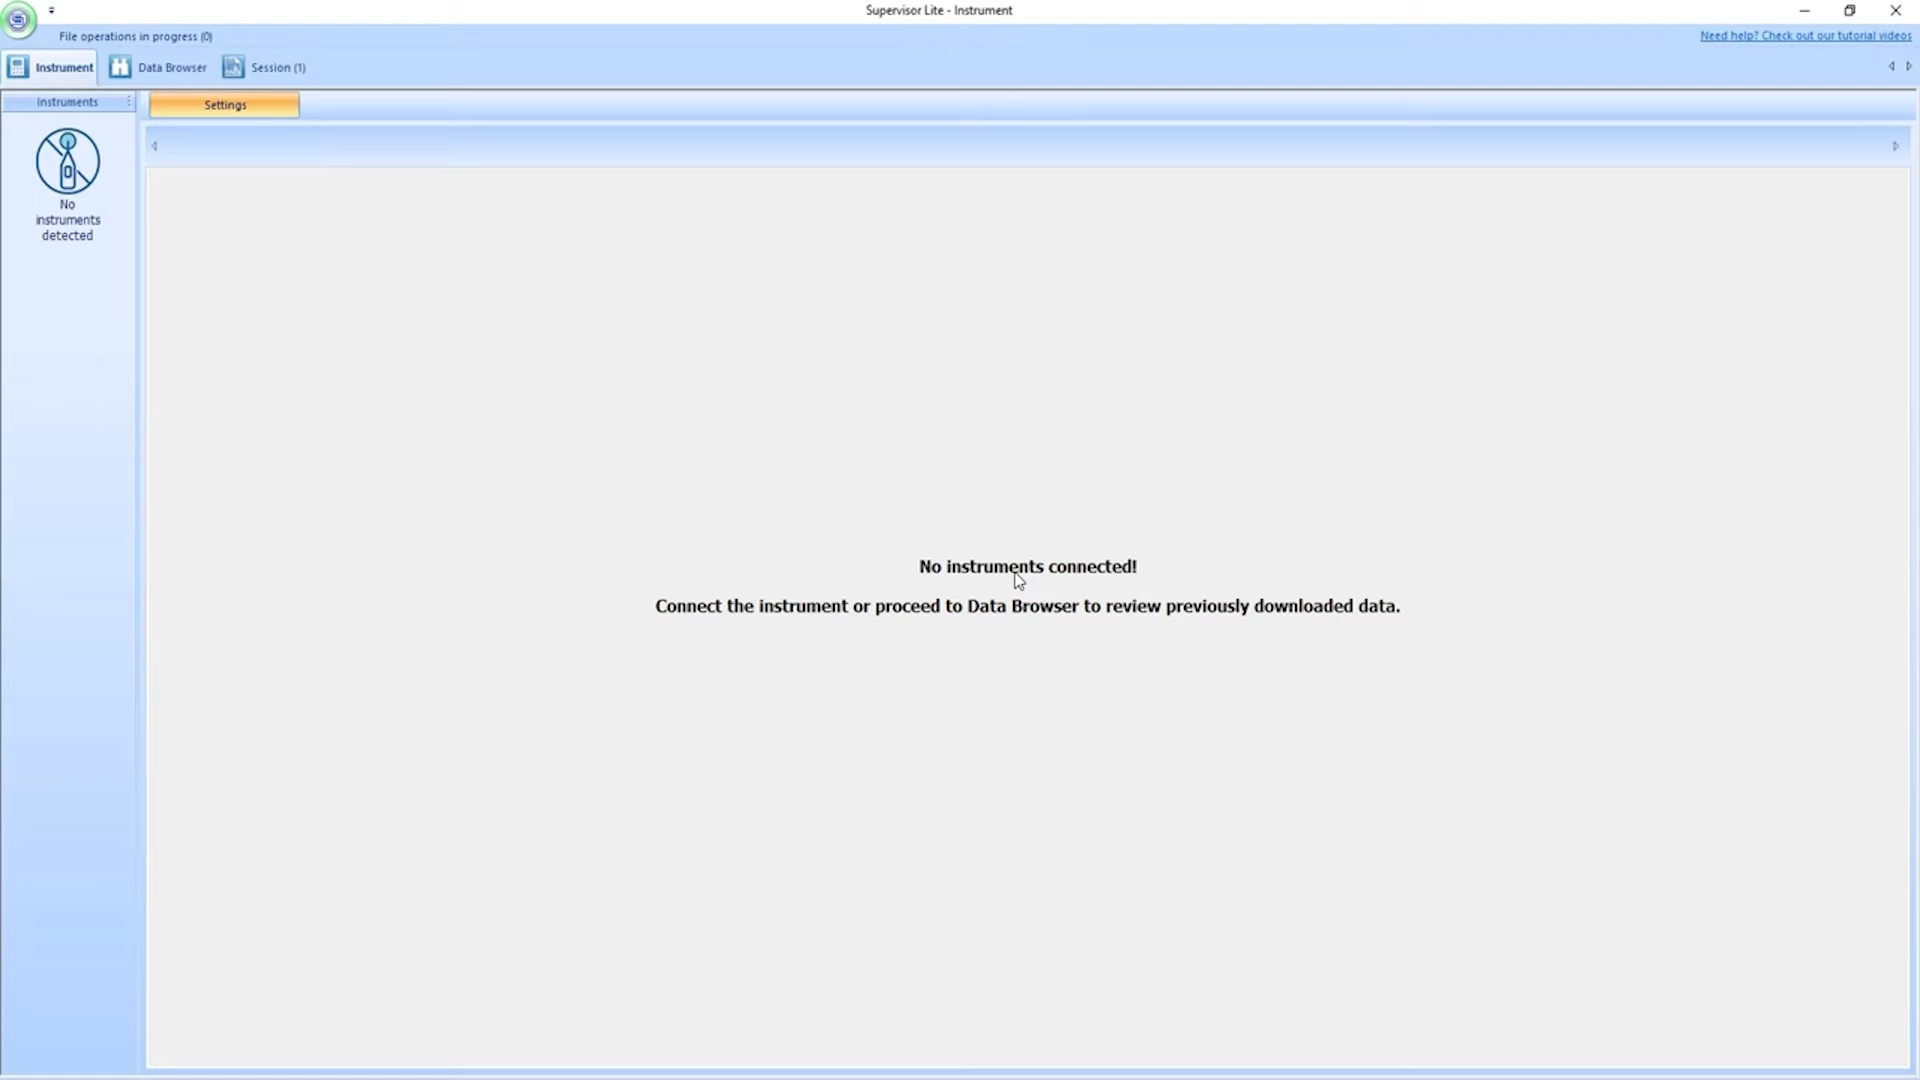 Supervisor Lite - Instrument
File operations in progress (0)
Need help? Check out our tutorial videos
Instrument
Data Browser
Session (1)
Instruments
Settings
No
instruments
detected
No instruments connected!
Connect the instrument or proceed to Data Browser to review previously downloaded data.